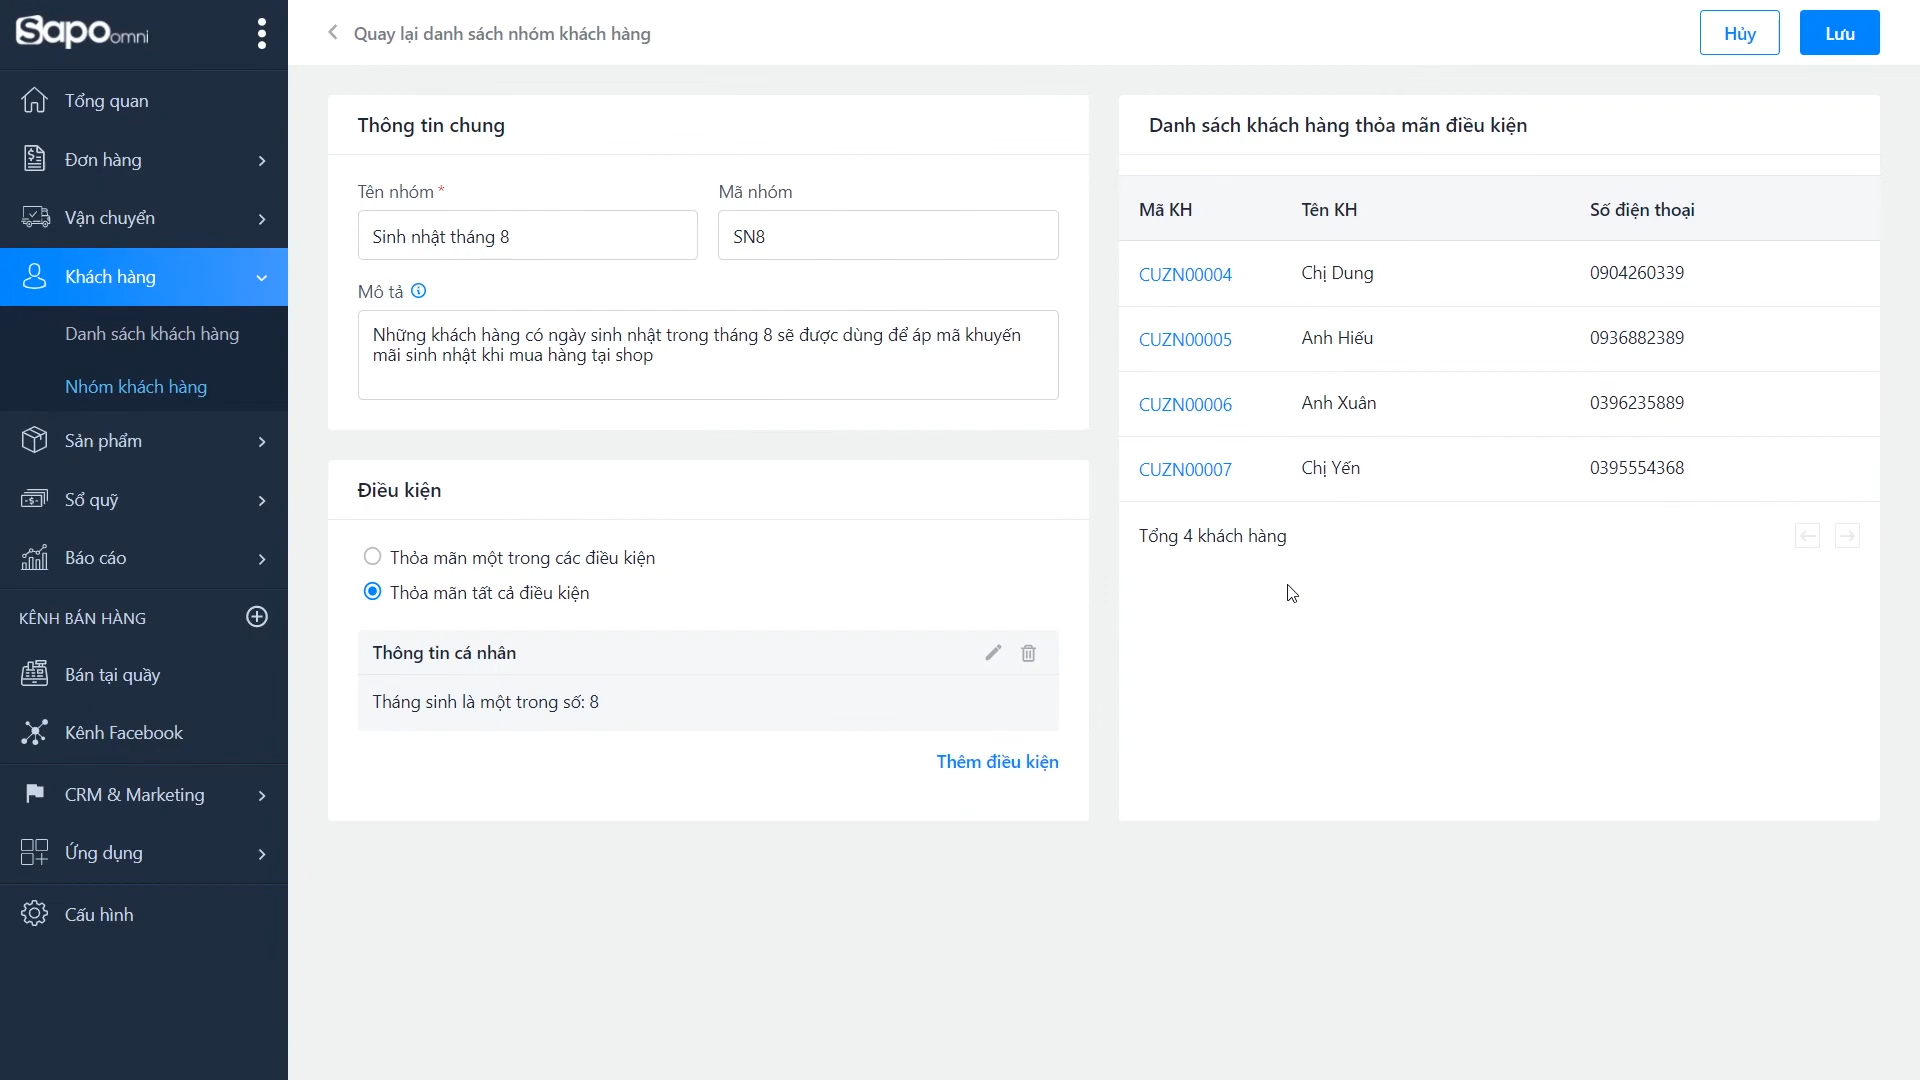 Sapo omni
Tổng quan
Đơn hàng
Vận chuyển
Khách hàng
Danh sách khách hàng
Nhóm khách hàng
Sản phẩm
Sổ quỹ
Báo cáo
KÊNH BÁN HÀNG
Bán tại quầy
Kênh Facebook
CRM & Marketing
Ứng dụng
Cấu hình
Quay lại danh sách nhóm khách hàng
Hủy
Lưu
Thông tin chung
Tên nhóm *
Mã nhóm
Sinh nhật tháng 8
SN8
Mô tả
Những khách hàng có ngày sinh nhật trong tháng 8 sẽ được dùng để áp mã khuyến
mãi sinh nhật khi mua hàng tại shop
Điều kiện
Thỏa mãn một trong các điều kiện
Thỏa mãn tất cả điều kiện
Thông tin cá nhân
Tháng sinh là một trong số: 8
Thêm điều kiện
Danh sách khách hàng thỏa mãn điều kiện
Mã KH Tên KH Số điện thoại
CUZN00004 Chị Dung 0904260339
CUZN00005 Anh Hiếu 0936882389
CUZN00006 Anh Xuân 0396235889
CUZN00007 Chị Yến 0395554368
Tổng 4 khách hàng